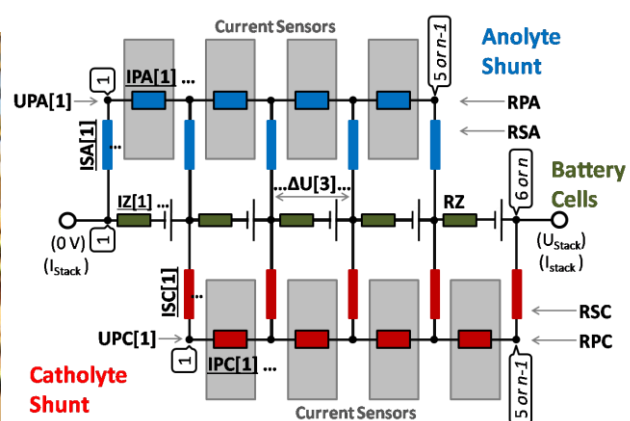 Current Sensors
Anolyte
Shunt
1
IPA[1] ...
5 or n-1
UPA[1]
RPA
ISA[1]
...
RSA
...ΔU[3]...
Battery
Cells
6 or n
IZ[1] ...
RZ
(0 V)
(IStack)
1
(UStack)
(Istack)
ISC[1]
...
RSC
UPC[1]
RPC
1
IPC[1] ...
5 or n-1
Catholyte
Shunt
Current Sensors